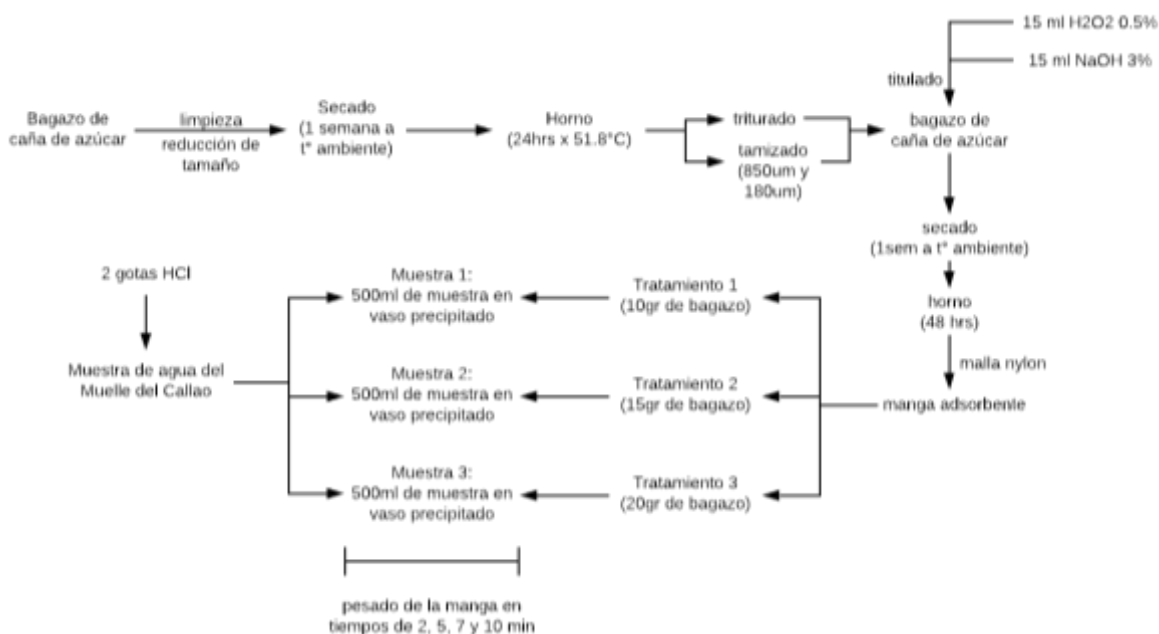 15 ml H2O2 0.5%
15 ml NaOH 3%
titulado
Bagazo de
caña de azúcar
limpieza
reducción de
tamaño
Secado
(1 semana a
t° ambiente)
Horno
(24hrs x 51.8°C)
triturado
tamizado
(850um y
180um)
bagazo de
caña de azúcar
secado
(1sem a t° ambiente)
horno
(48 hrs)
malla nylon
manga adsorbente
2 gotas HCl
Muestra de agua del
Muelle del Callao
Muestra 1:
500ml de muestra en
vaso precipitado
Tratamiento 1
(10gr de bagazo)
Muestra 2:
500ml de muestra en
vaso precipitado
Tratamiento 2
(15gr de bagazo)
Muestra 3:
500ml de muestra en
vaso precipitado
Tratamiento 3
(20gr de bagazo)
pesado de la manga en
tiempos de 2, 5, 7 y 10 min